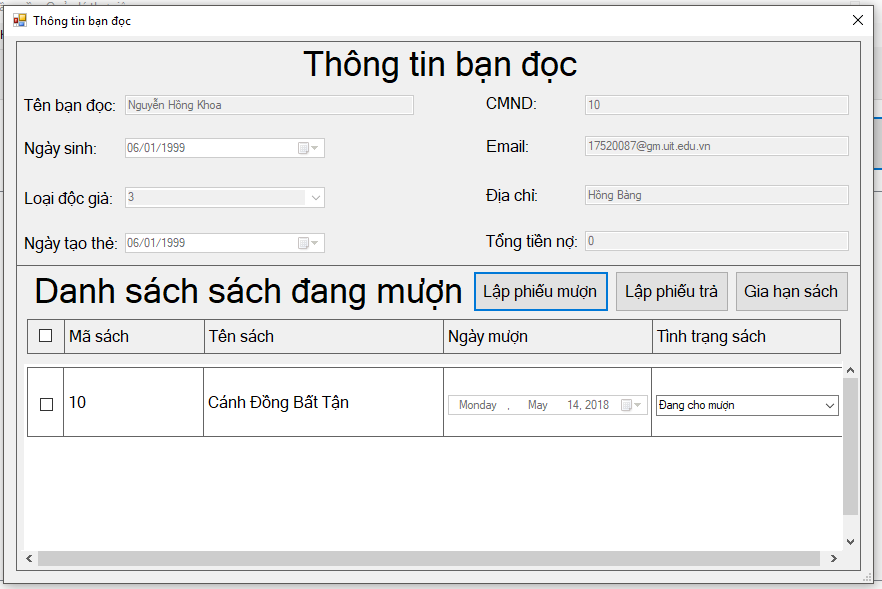 Thông tin bạn đọc
Thông tin bạn đọc
Tên bạn đọc: Nguyễn Hồng Khoa CMND: 10
Ngày sinh: 06/01/1999 Email: 17520087@gm.uit.edu.vn
Loại độc giả: 3 Địa chỉ: Hồng Bàng
Ngày tạo thẻ: 06/01/1999 Tổng tiền nợ: 0
Danh sách sách đang mượn Lập phiếu mượn Lập phiếu trả Gia hạn sách
Mã sách Tên sách Ngày mượn Tình trạng sách
10 Cánh Đồng Bất Tận Monday , May 14, 2018 Đang cho mượn